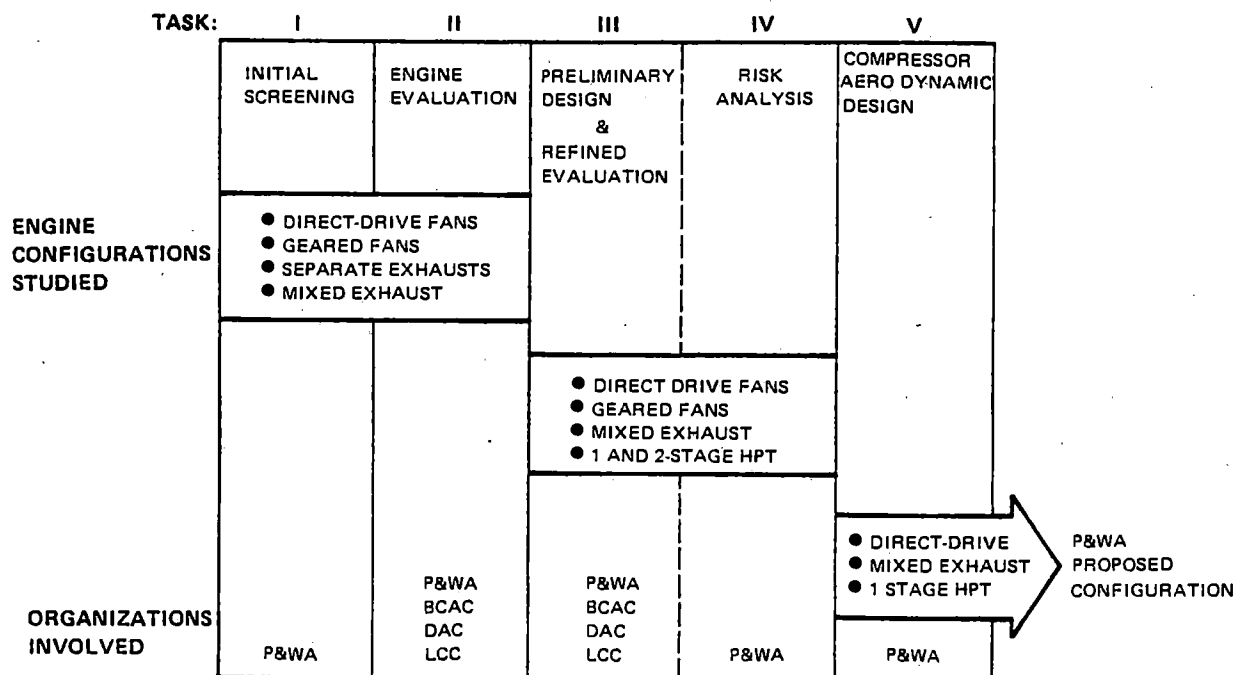 TASK: I II III IV V
INITIAL
SCREENING
ENGINE
EVALUATION
PRELIMINARY
DESIGN
&
REFINED
EVALUATION
RISK
ANALYSIS
COMPRESSOR
AERO DYNAMIC
DESIGN
ENGINE
CONFIGURATIONS
STUDIED
● DIRECT-DRIVE FANS
● GEARED FANS
● SEPARATE EXHAUSTS
● MIXED EXHAUST
● DIRECT DRIVE FANS
● GEARED FANS
● MIXED EXHAUST
● 1 AND 2-STAGE HPT
● DIRECT-DRIVE
● MIXED EXHAUST
● 1 STAGE HPT
P&WA
PROPOSED
CONFIGURATION
ORGANIZATIONS
INVOLVED
P&WA
P&WA
BCAC
DAC
LCC
P&WA
BCAC
DAC
LCC
P&WA
P&WA